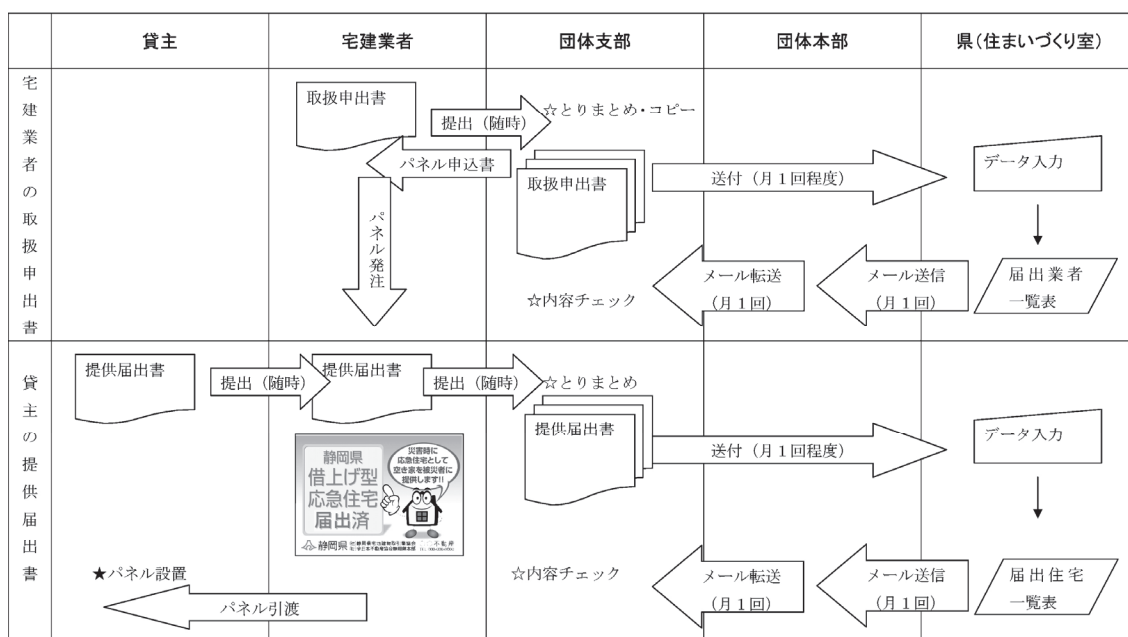 貸主
宅建業者
団体支部
団体本部
県(住まいづくり室)
宅建業者の取扱申出書
取扱申出書
提出(随時)
☆とりまとめ・コピー
パネル申込書
取扱申出書
送付(月1回程度)
データ入力
パネル発注
☆内容チェック
メール転送
(月1回)
メール送信
(月1回)
届出業者
一覧表
貸主の提供届出書
提供届出書
提出(随時)
提供届出書
提出(随時)
☆とりまとめ
提供届出書
送付(月1回程度)
データ入力
静岡県
借上げ型
応急住宅
届出済
災害時に
応急住宅として
空き家を被災者に
提供します!!
静岡県
不動産
★パネル設置
パネル引渡
☆内容チェック
メール転送
(月1回)
メール送信
(月1回)
届出住宅
一覧表